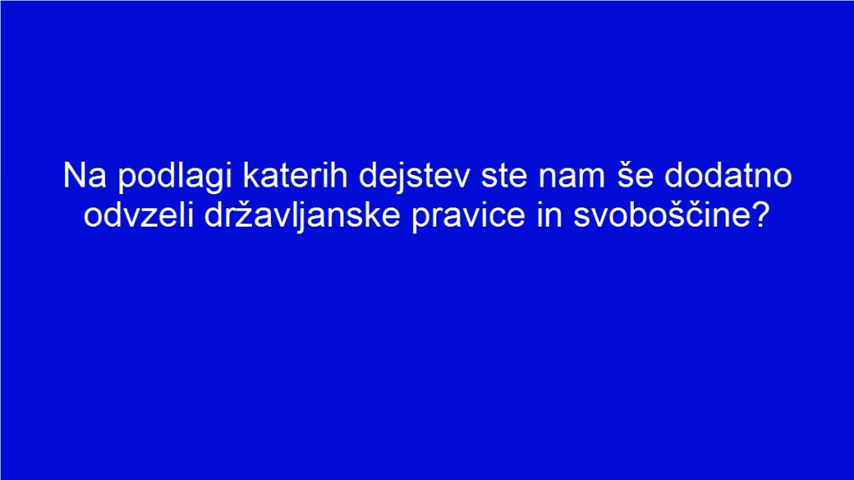 Na podlagi katerih dejstev ste nam še dodatno
odvzeli državljanske pravice in svoboščine?